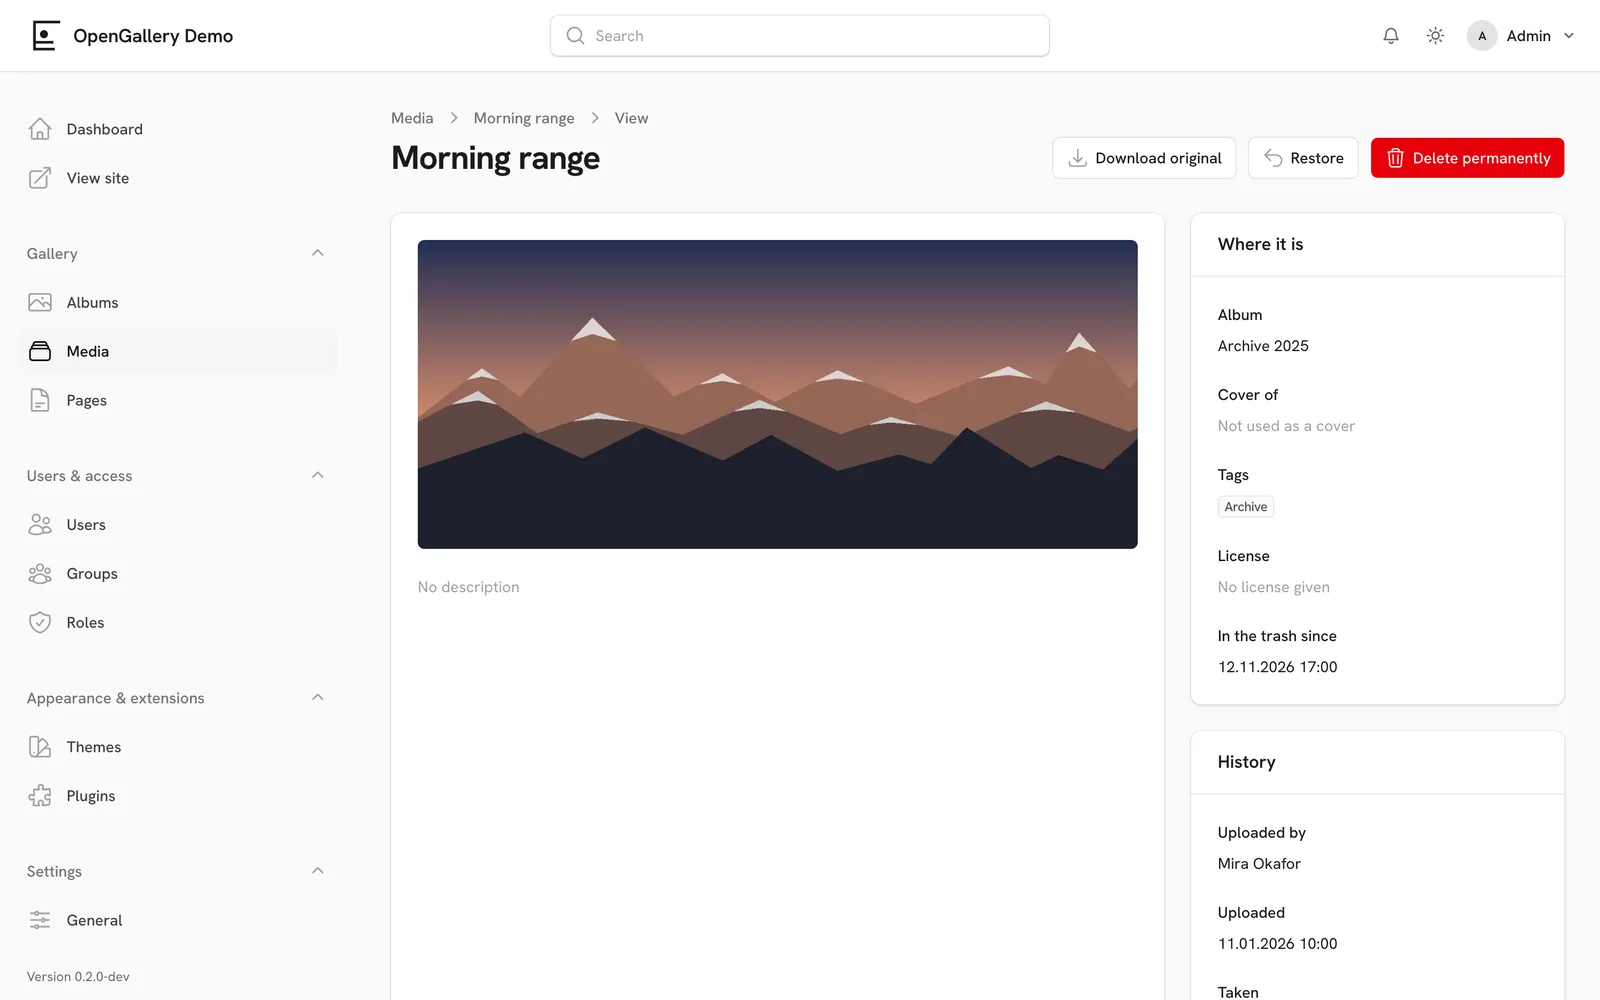 OpenGallery Demo
Search
A
Admin
Dashboard
View site
Gallery
Albums
Media
Pages
Users & access
Users
Groups
Roles
Appearance & extensions
Themes
Plugins
Settings
General
Version 0.2.0-dev
Media
Morning range
View
Morning range
Download original
Restore
Delete permanently
No description
Where it is
Album
Archive 2025
Cover of
Not used as a cover
Tags
Archive
License
No license given
In the trash since
12.11.2026 17:00
History
Uploaded by
Mira Okafor
Uploaded
11.01.2026 10:00
Taken